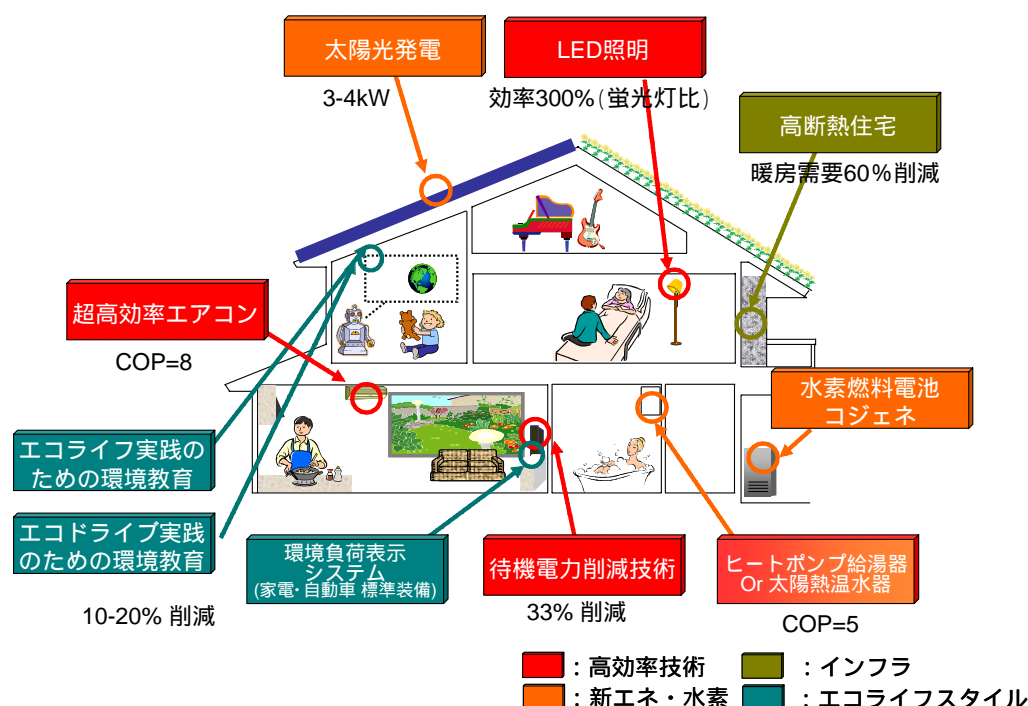 太陽光発電
3-4kW
LED照明
効率300%(蛍光灯比)
高断熱住宅
暖房需要60%削減
超高効率エアコン
COP=8
水素燃料電池
コジェネ
エコライフ実践の
ための環境教育
エコドライブ実践
のための環境教育
10-20% 削減
環境負荷表示
システム
(家電・自動車 標準装備)
待機電力削減技術
33% 削減
ヒートポンプ給湯器
Or 太陽熱温水器
COP=5
:高効率技術
:インフラ
:新エネ・水素
:エコライフスタイル